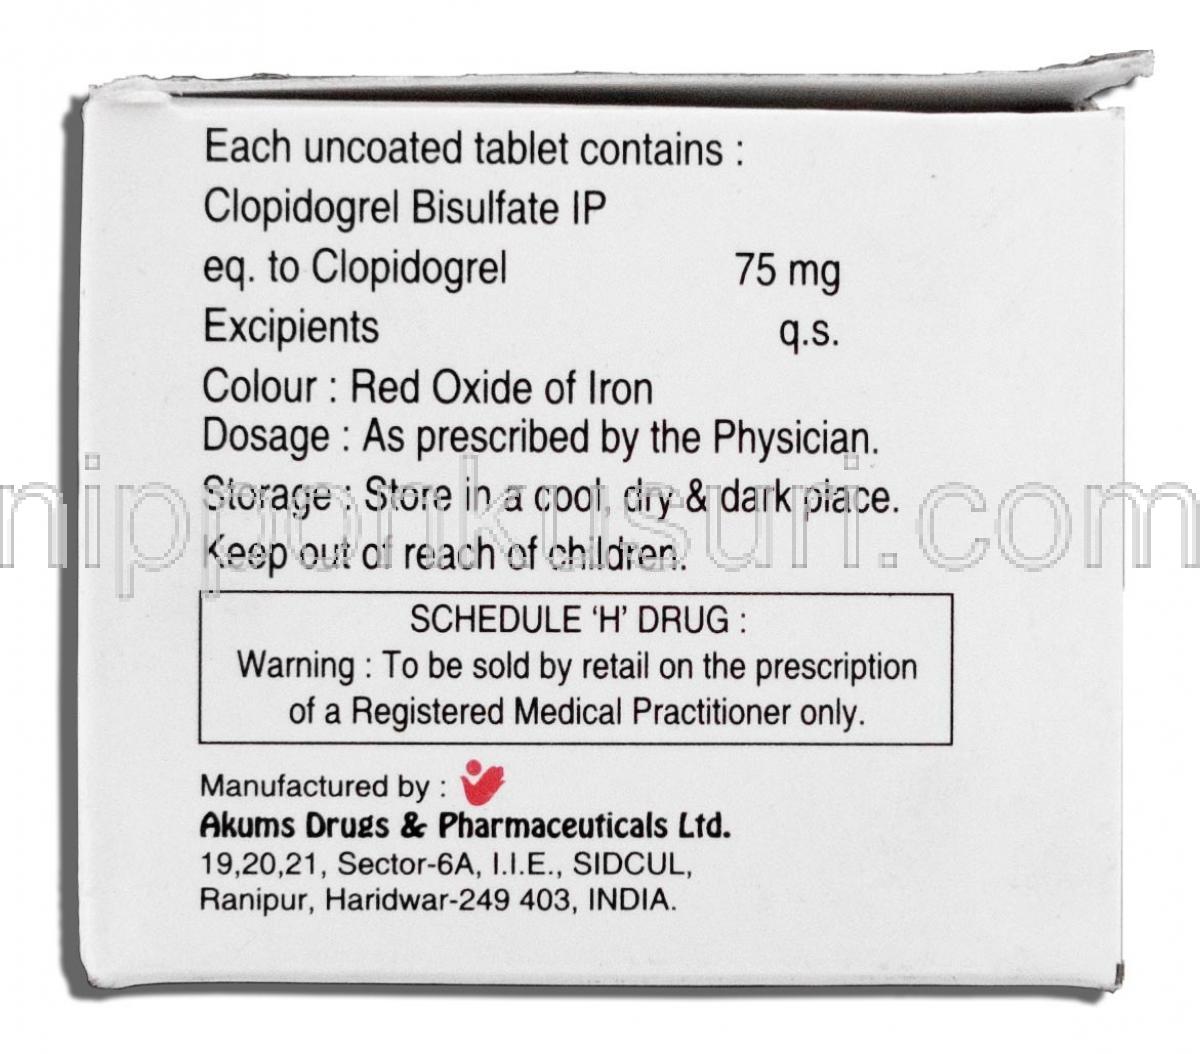 Each uncoated tablet contains :
Clopidogrel Bisulfate IP
eq. to Clopidogrel 75 mg
Excipients q.s.
Colour : Red Oxide of Iron
Dosage : As prescribed by the Physician.
Storage : Store in a cool, dry & dark place.
nipponkusuri.com
Keep out of reach of children.
SCHEDULE ‘H’ DRUG :
Warning : To be sold by retail on the prescription
of a Registered Medical Practitioner only.
Manufactured by :
Akums Drugs & Pharmaceuticals Ltd.
19,20,21, Sector-6A, I.I.E., SIDCUL,
Ranipur, Haridwar-249 403, INDIA.